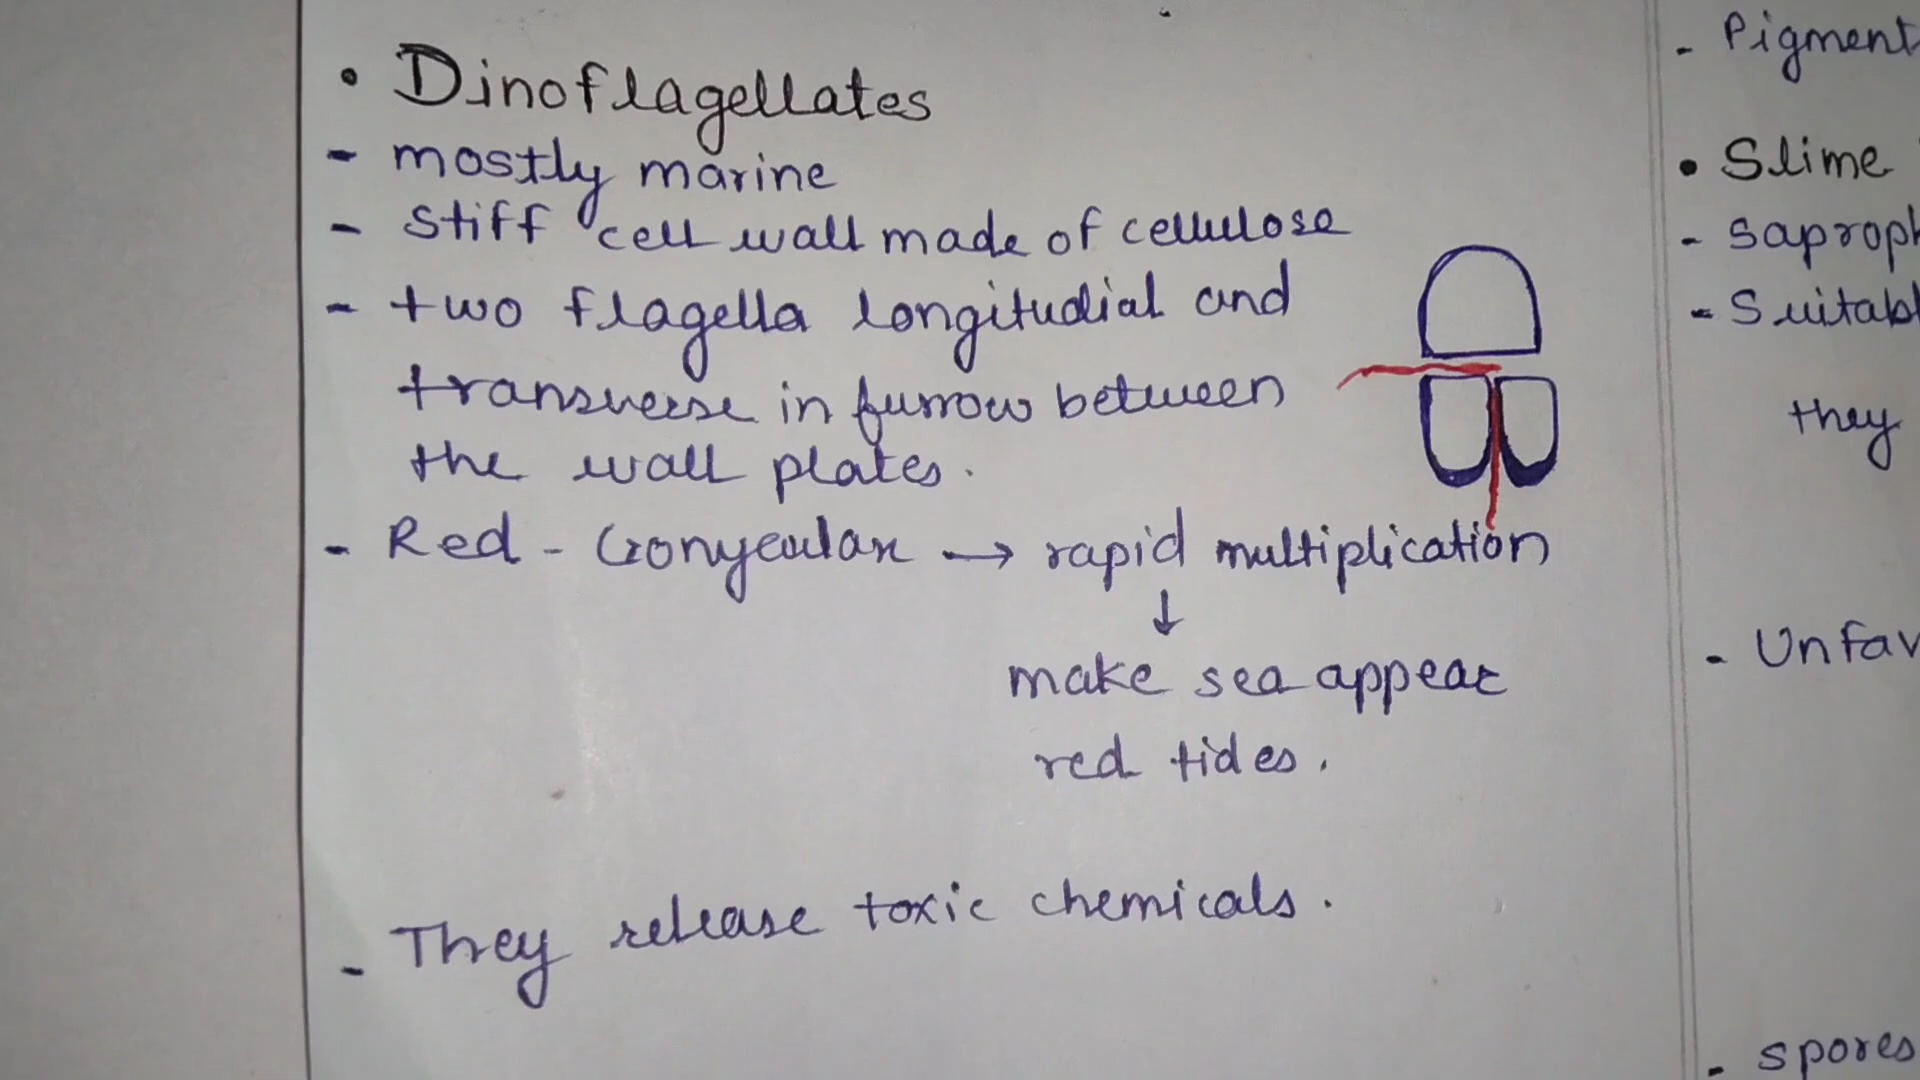 • Dinoflagellates
- mostly marine
- stiff cell wall made of cellulose
- two flagella longitudial and
transverse in furrow between
the wall plates.
- Red - Gonyeulax → rapid multiplication
↓
make sea appear
red tides.
- They release toxic chemicals.
- Pigment
• Slime
- saproph
- Suitabl
they
- Unfav
- spores